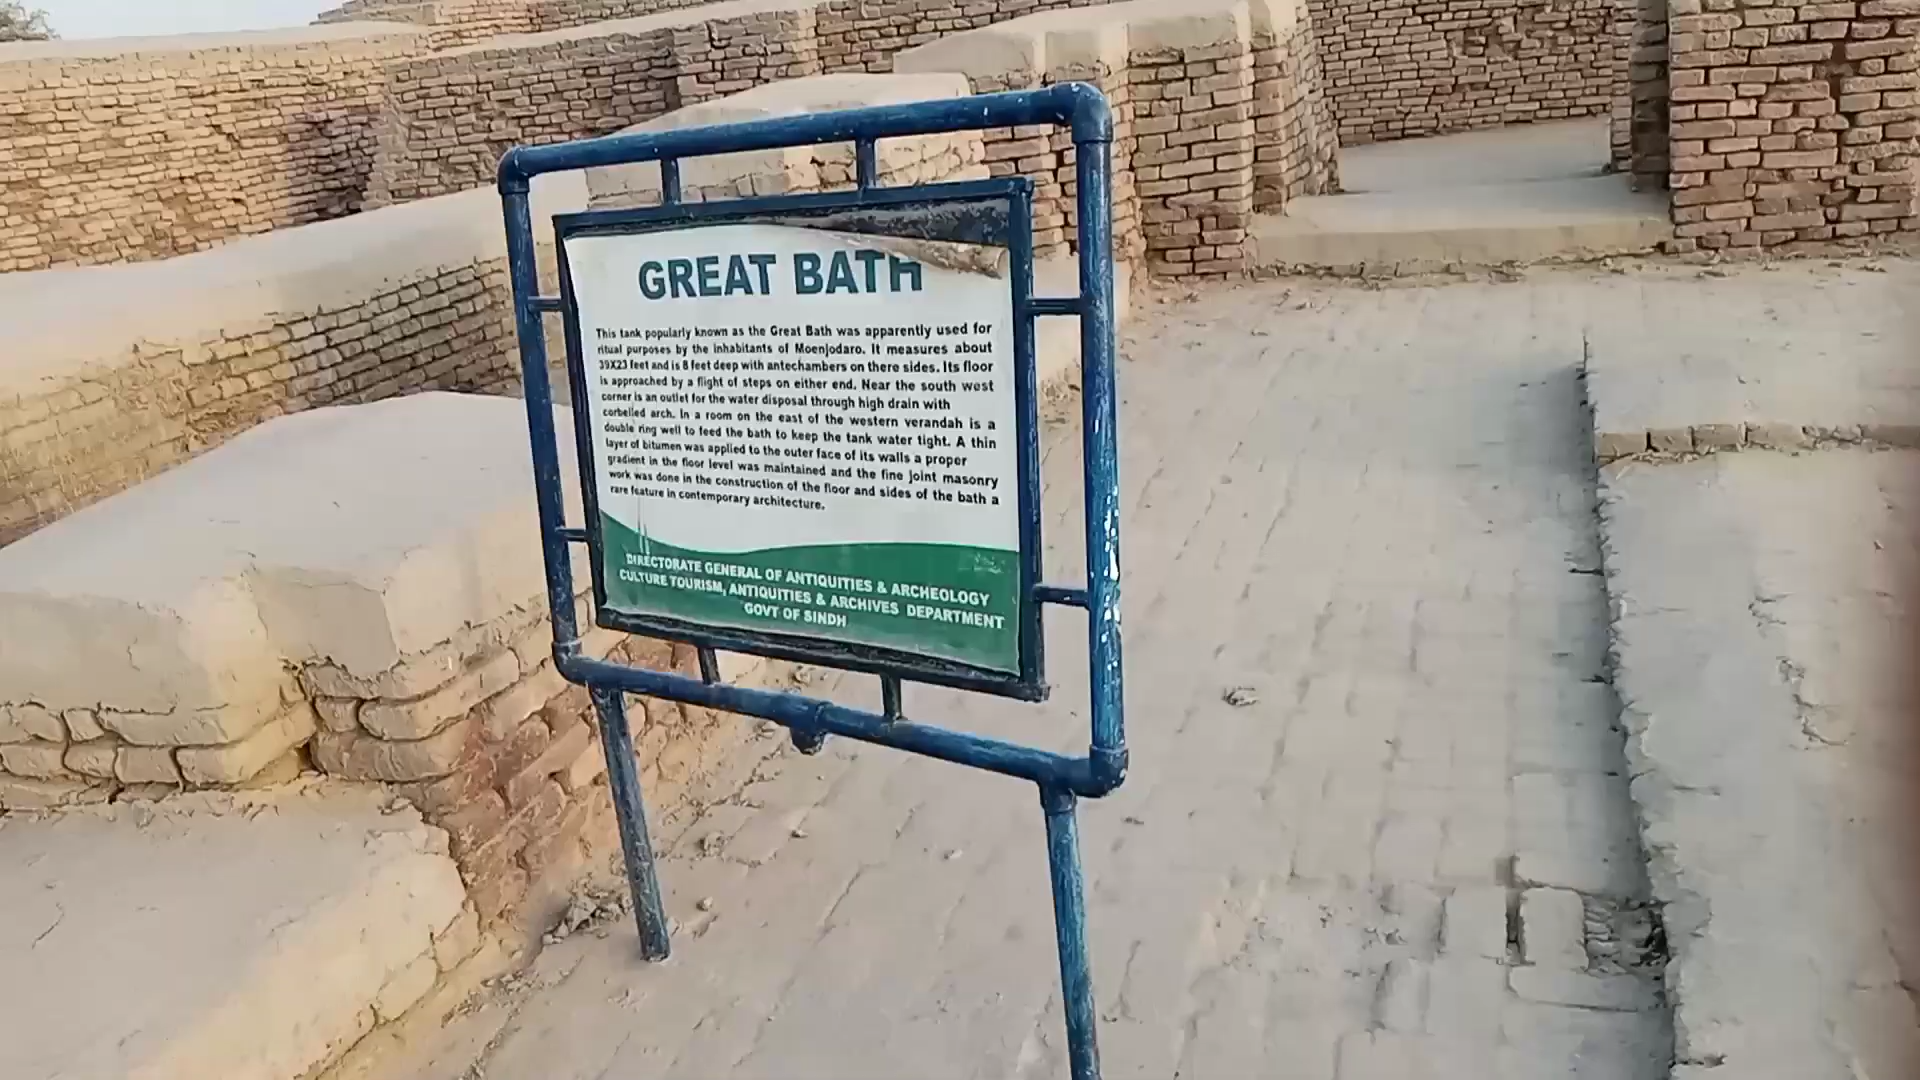 GREAT BATH
This tank popularly known as the Great Bath was apparently used for
ritual purposes by the inhabitants of Moenjodaro. It measures about
39X23 feet and is 8 feet deep with antechambers on there sides. Its floor
is approached by a flight of steps on either end. Near the south west
corner is an outlet for the water disposal through high drain with
corbelled arch. In a room on the east of the western verandah is a
double ring well to feed the bath to keep the tank water tight. A thin
layer of bitumen was applied to the outer face of its walls a proper
gradient in the floor level was maintained and the fine joint masonry
work was done in the construction of the floor and sides of the bath a
rare feature in contemporary architecture.
DIRECTORATE GENERAL OF ANTIQUITIES & ARCHEOLOGY
CULTURE TOURISM, ANTIQUITIES & ARCHIVES DEPARTMENT
GOVT OF SINDH